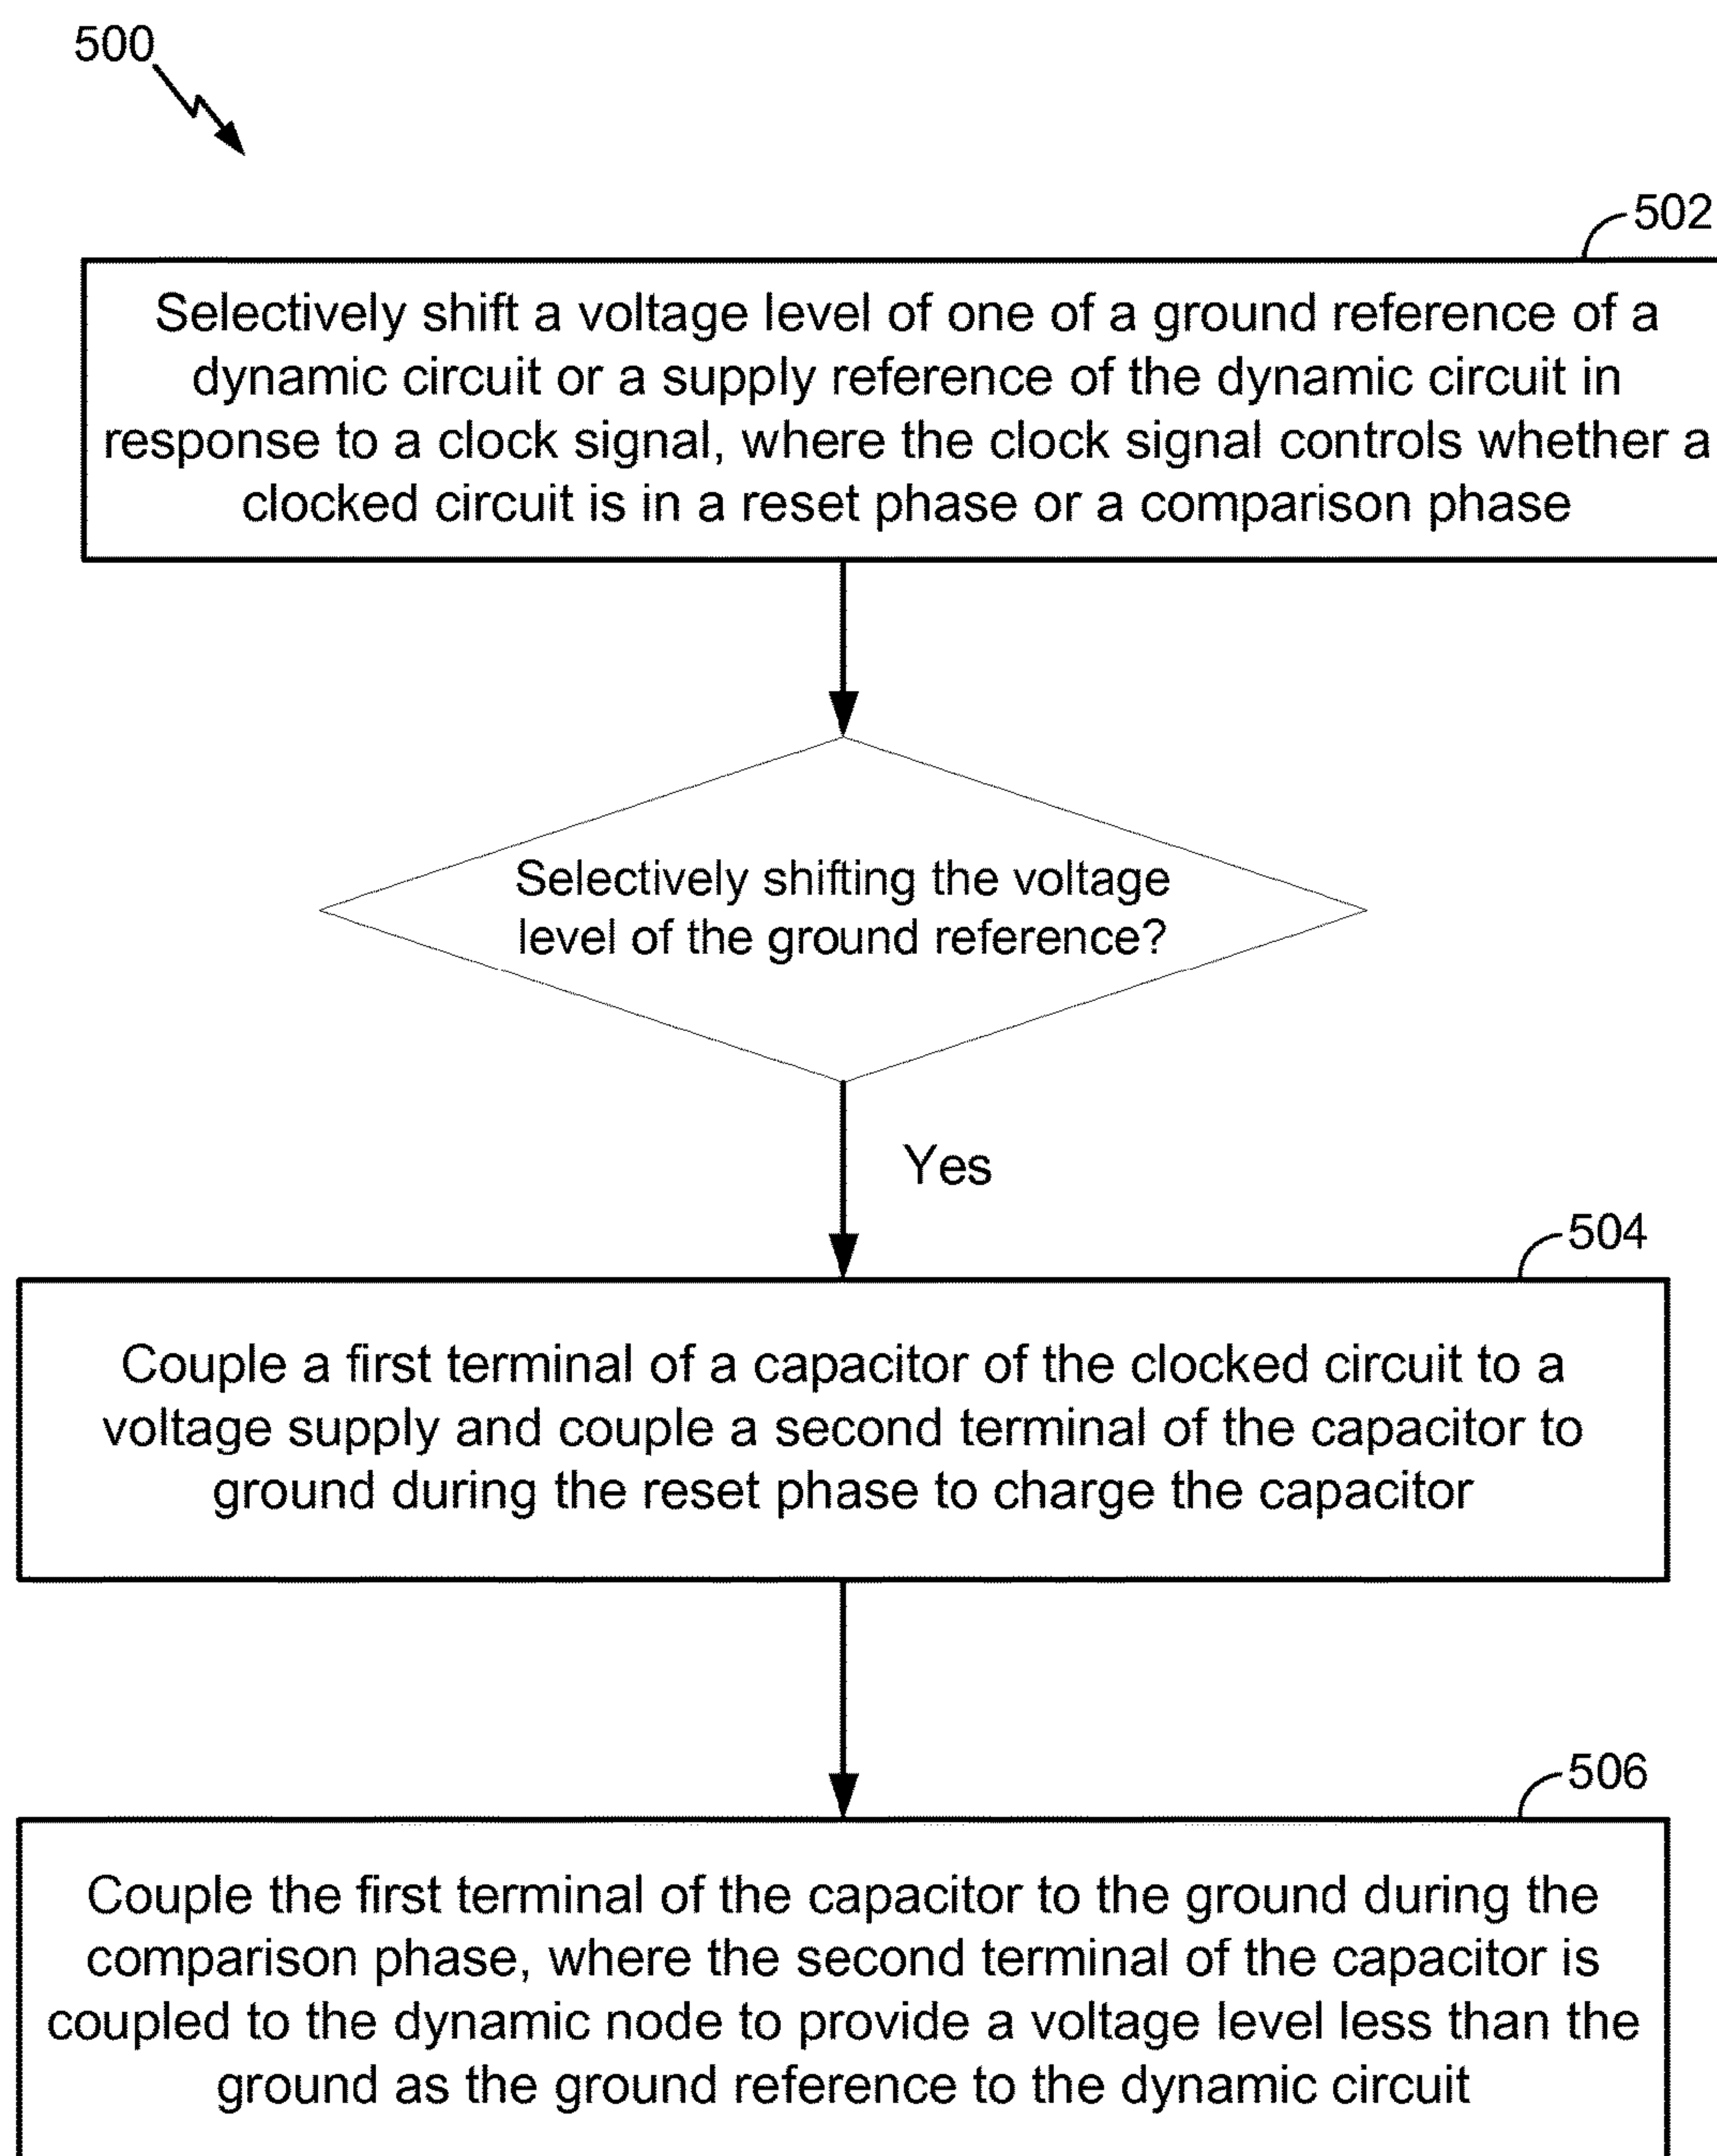 500
502
Selectively shift a voltage level of one of a ground reference of a
dynamic circuit or a supply reference of the dynamic circuit in
response to a clock signal, where the clock signal controls whether a
clocked circuit is in a reset phase or a comparison phase
Selectively shifting the voltage
level of the ground reference?
Yes
504
Couple a first terminal of a capacitor of the clocked circuit to a
voltage supply and couple a second terminal of the capacitor to
ground during the reset phase to charge the capacitor
506
Couple the first terminal of the capacitor to the ground during the
comparison phase, where the second terminal of the capacitor is
coupled to the dynamic node to provide a voltage level less than the
ground as the ground reference to the dynamic circuit